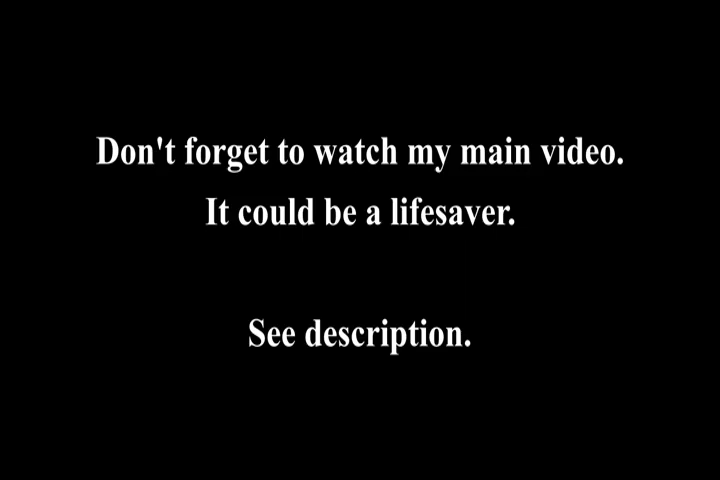 Don't forget to watch my main video.
It could be a lifesaver.
See description.